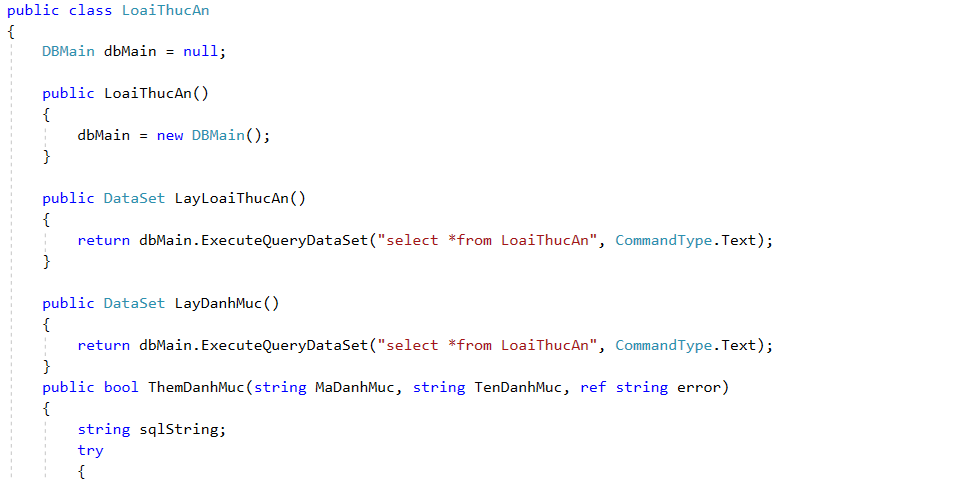 public class LoaiThucAn
{
    DBMain dbMain = null;

    public LoaiThucAn()
    {
        dbMain = new DBMain();
    }

    public DataSet LayLoaiThucAn()
    {
        return dbMain.ExecuteQueryDataSet("select *from LoaiThucAn", CommandType.Text);
    }

    public DataSet LayDanhMuc()
    {
        return dbMain.ExecuteQueryDataSet("select *from LoaiThucAn", CommandType.Text);
    }
    public bool ThemDanhMuc(string MaDanhMuc, string TenDanhMuc, ref string error)
    {
        string sqlString;
        try
        {